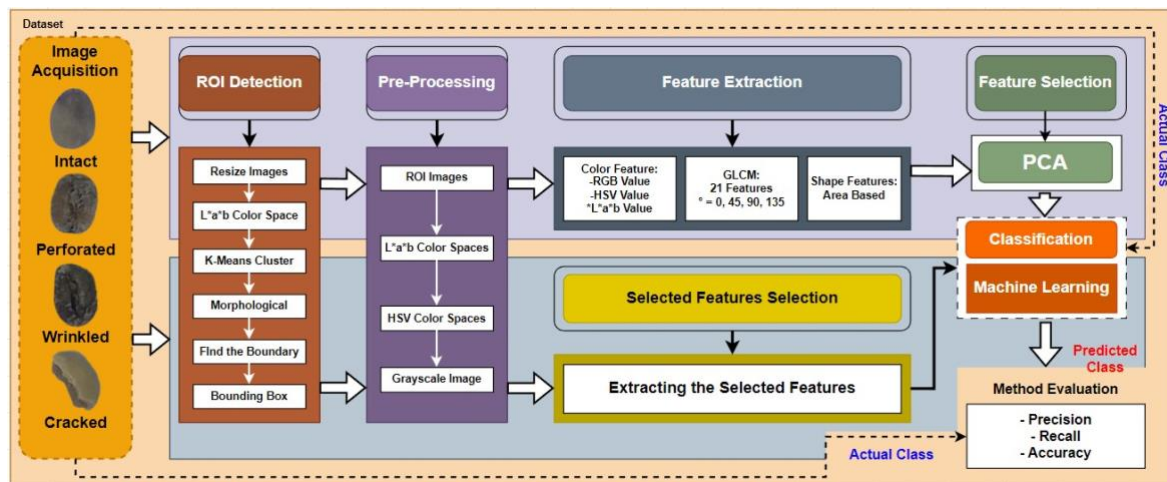 Dataset
Image
Acquisition
Intact
Perforated
Wrinkled
Cracked
ROI Detection
Resize Images
L*a*b Color Space
K-Means Cluster
Morphological
FInd the Boundary
Bounding Box
Pre-Processing
ROI Images
L*a*b Color Spaces
HSV Color Spaces
Grayscale Image
Feature Extraction
Color Feature:
-RGB Value
-HSV Value
*L*a*b Value
GLCM:
21 Features
° = 0, 45, 90, 135
Shape Features:
Area Based
Selected Features Selection
Extracting the Selected Features
Feature Selection
PCA
Classification
Machine Learning
Actual Class
Predicted
Class
Method Evaluation
- Precision
- Recall
- Accuracy
Actual Class